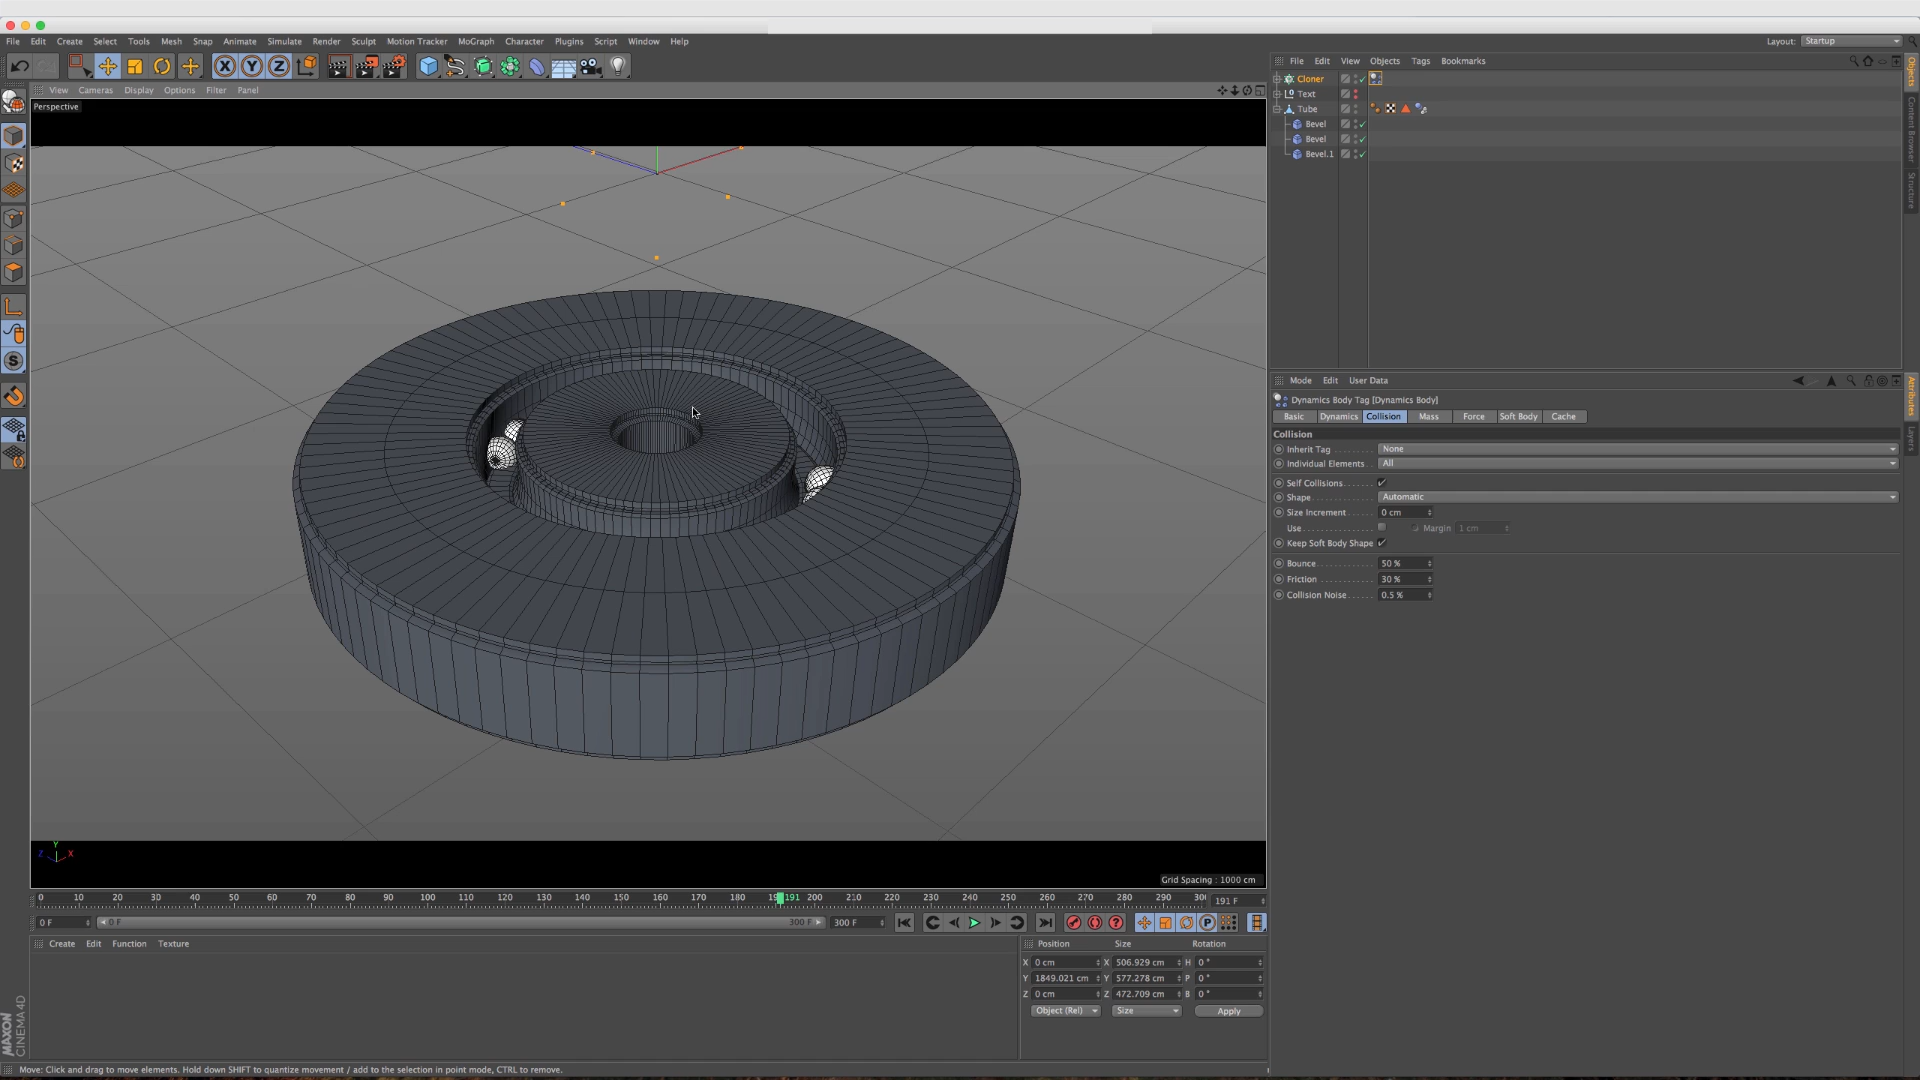 File Edit Create Select Tools Mesh Snap Animate Simulate Render Sculpt Motion Tracker MoGraph Character Plugins Script Window Help
Layout: Startup
View Cameras Display Options Filter Panel
Perspective
File Edit View Objects Tags Bookmarks
Cloner
Text
Tube
Bevel
Bevel
Bevel.1
Objects
Content Browser
Structure
Mode Edit User Data
Dynamics Body Tag [Dynamics Body]
Basic Dynamics Collision Mass Force Soft Body Cache
Collision
Inherit Tag None
Individual Elements All
Self Collisions
Shape Automatic
Size Increment 0 cm
Use Margin 1 cm
Keep Soft Body Shape
Bounce 50 %
Friction 30 %
Collision Noise 0.5 %
Attributes
Layers
Y
Z X
Grid Spacing : 1000 cm
0 10 20 30 40 50 60 70 80 90 100 110 120 130 140 150 160 170 180 191 200 210 220 230 240 250 260 270 280 290 191 F
0 F 0 F 300 F 300 F
Create Edit Function Texture
Position Size Rotation
X 0 cm X 506.929 cm H 0 °
Y 1849.021 cm Y 577.278 cm P 0 °
Z 0 cm Z 472.709 cm B 0 °
Object (Rel) Size Apply
MAXON
CINEMA 4D
Move: Click and drag to move elements. Hold down SHIFT to quantize movement / add to the selection in point mode, CTRL to remove.